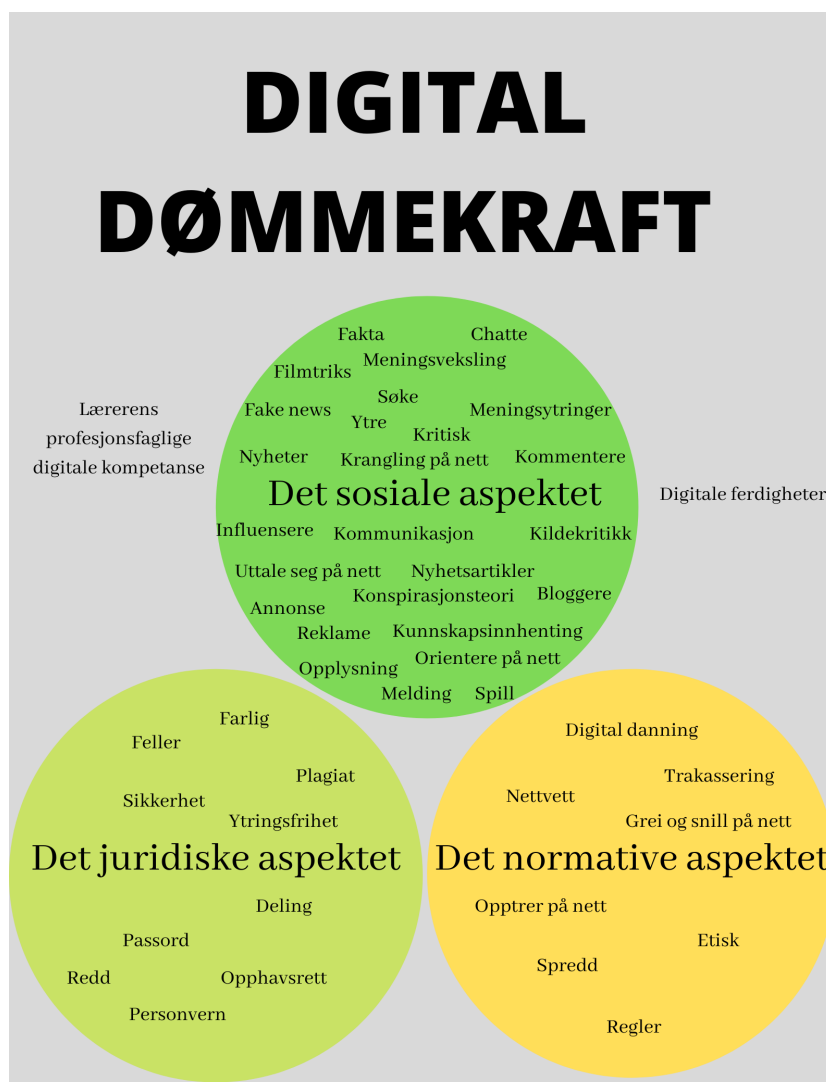 DIGITAL
DØMMEKRAFT
Fakta
Chatte
Meningsveksling
Filmtriks
Søke
Fake news
Meningsytringer
Ytre
Kritisk
Nyheter
Krangling på nett
Kommentere
Det sosiale aspektet
Influensere
Kommunikasjon
Kildekritikk
Uttale seg på nett
Nyhetsartikler
Konspirasjonsteori
Bloggere
Annonse
Reklame
Kunnskapsinnhenting
Opplysning
Orientere på nett
Melding
Spill
Lærerens
profesjonsfaglige
digitale kompetanse
Digitale ferdigheter
Farlig
Feller
Plagiat
Sikkerhet
Ytringsfrihet
Det juridiske aspektet
Deling
Passord
Redd
Opphavsrett
Personvern
Digital danning
Trakassering
Nettvett
Grei og snill på nett
Det normative aspektet
Opptrer på nett
Etisk
Spredd
Regler